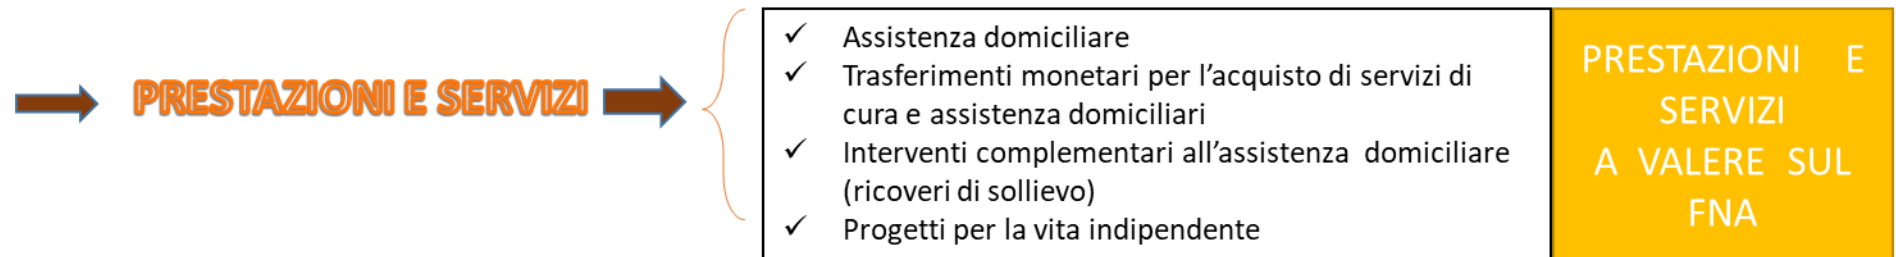 PRESTAZIONI E SERVIZI
✓ Assistenza domiciliare
✓ Trasferimenti monetari per l’acquisto di servizi di
cura e assistenza domiciliari
✓ Interventi complementari all’assistenza domiciliare
(ricoveri di sollievo)
✓ Progetti per la vita indipendente
PRESTAZIONI E
SERVIZI
A VALERE SUL
FNA